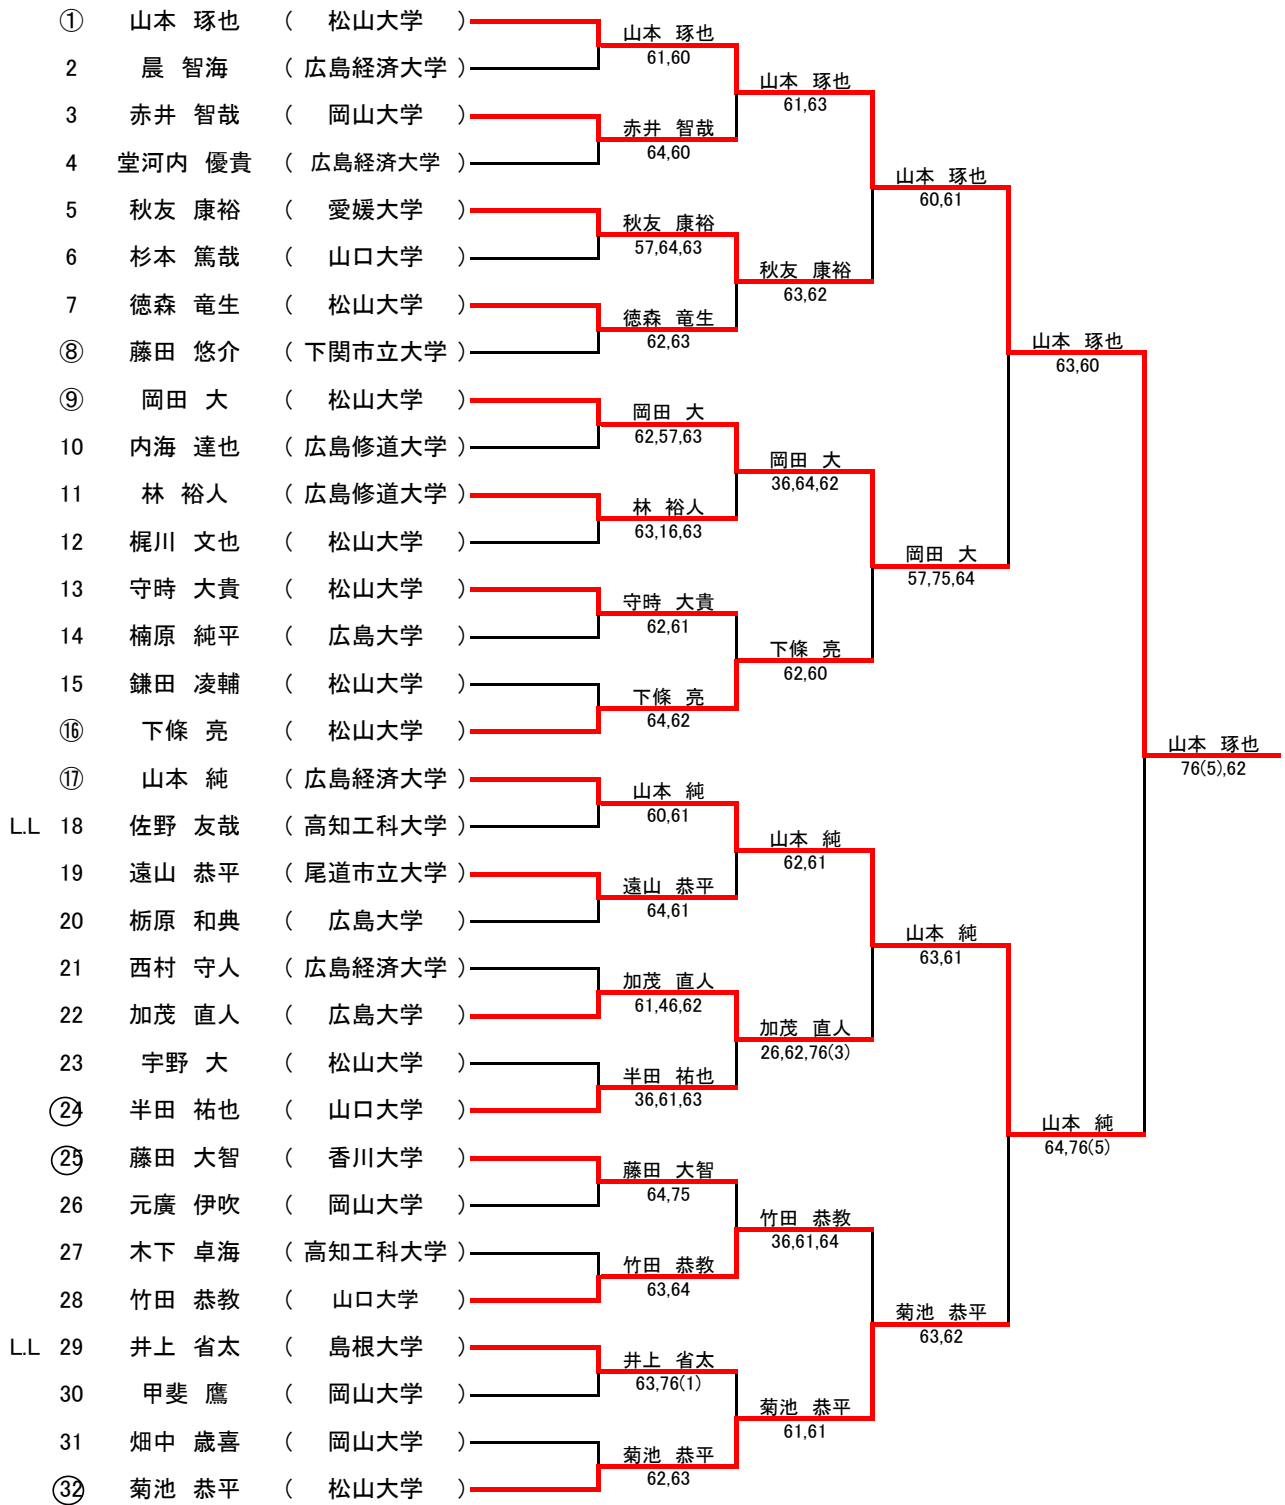 ① 山本 琢也 ( 松山大学 )
山本 琢也
61,60
2 晨 智海 ( 広島経済大学 )
山本 琢也
61,63
3 赤井 智哉 ( 岡山大学 )
赤井 智哉
64,60
4 堂河内 優貴 ( 広島経済大学 )
山本 琢也
60,61
5 秋友 康裕 ( 愛媛大学 )
秋友 康裕
57,64,63
6 杉本 篤哉 ( 山口大学 )
秋友 康裕
63,62
7 徳森 竜生 ( 松山大学 )
徳森 竜生
62,63
⑧ 藤田 悠介 ( 下関市立大学 )
山本 琢也
63,60
⑨ 岡田 大 ( 松山大学 )
岡田 大
62,57,63
10 内海 達也 ( 広島修道大学 )
岡田 大
36,64,62
11 林 裕人 ( 広島修道大学 )
林 裕人
63,16,63
12 梶川 文也 ( 松山大学 )
岡田 大
57,75,64
13 守時 大貴 ( 松山大学 )
守時 大貴
62,61
14 楠原 純平 ( 広島大学 )
下條 亮
62,60
15 鎌田 凌輔 ( 松山大学 )
下條 亮
64,62
⑯ 下條 亮 ( 松山大学 )
山本 琢也
76(5),62
⑰ 山本 純 ( 広島経済大学 )
山本 純
60,61
L.L 18 佐野 友哉 ( 高知工科大学 )
山本 純
62,61
19 遠山 恭平 ( 尾道市立大学 )
遠山 恭平
64,61
20 栃原 和典 ( 広島大学 )
山本 純
63,61
21 西村 守人 ( 広島経済大学 )
加茂 直人
61,46,62
22 加茂 直人 ( 広島大学 )
加茂 直人
26,62,76(3)
23 宇野 大 ( 松山大学 )
半田 祐也
36,61,63
24 半田 祐也 ( 山口大学 )
山本 純
64,76(5)
25 藤田 大智 ( 香川大学 )
藤田 大智
64,75
26 元廣 伊吹 ( 岡山大学 )
竹田 恭教
36,61,64
27 木下 卓海 ( 高知工科大学 )
竹田 恭教
63,64
28 竹田 恭教 ( 山口大学 )
菊池 恭平
63,62
L.L 29 井上 省太 ( 島根大学 )
井上 省太
63,76(1)
30 甲斐 鷹 ( 岡山大学 )
菊池 恭平
61,61
31 畑中 歳喜 ( 岡山大学 )
菊池 恭平
62,63
32 菊池 恭平 ( 松山大学 )